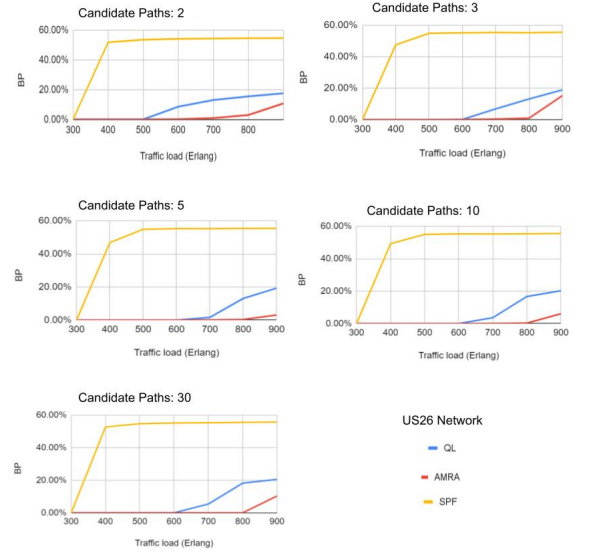 Candidate Paths: 2
60.00%
40.00%
20.00%
0.00%
BP
300 400 500 600 700 800
Traffic load (Erlang)
Candidate Paths: 3
60.00%
40.00%
20.00%
0.00%
BP
300 400 500 600 700 800 900
Traffic load (Erlang)
Candidate Paths: 5
60.00%
40.00%
20.00%
0.00%
BP
300 400 500 600 700 800 900
Traffic load (Erlang)
Candidate Paths: 10
60.00%
40.00%
20.00%
0.00%
BP
300 400 500 600 700 800 900
Traffic load (Erlang)
Candidate Paths: 30
60.00%
40.00%
20.00%
0.00%
BP
300 400 500 600 700 800 900
Traffic load (Erlang)
US26 Network
QL
AMRA
SPF